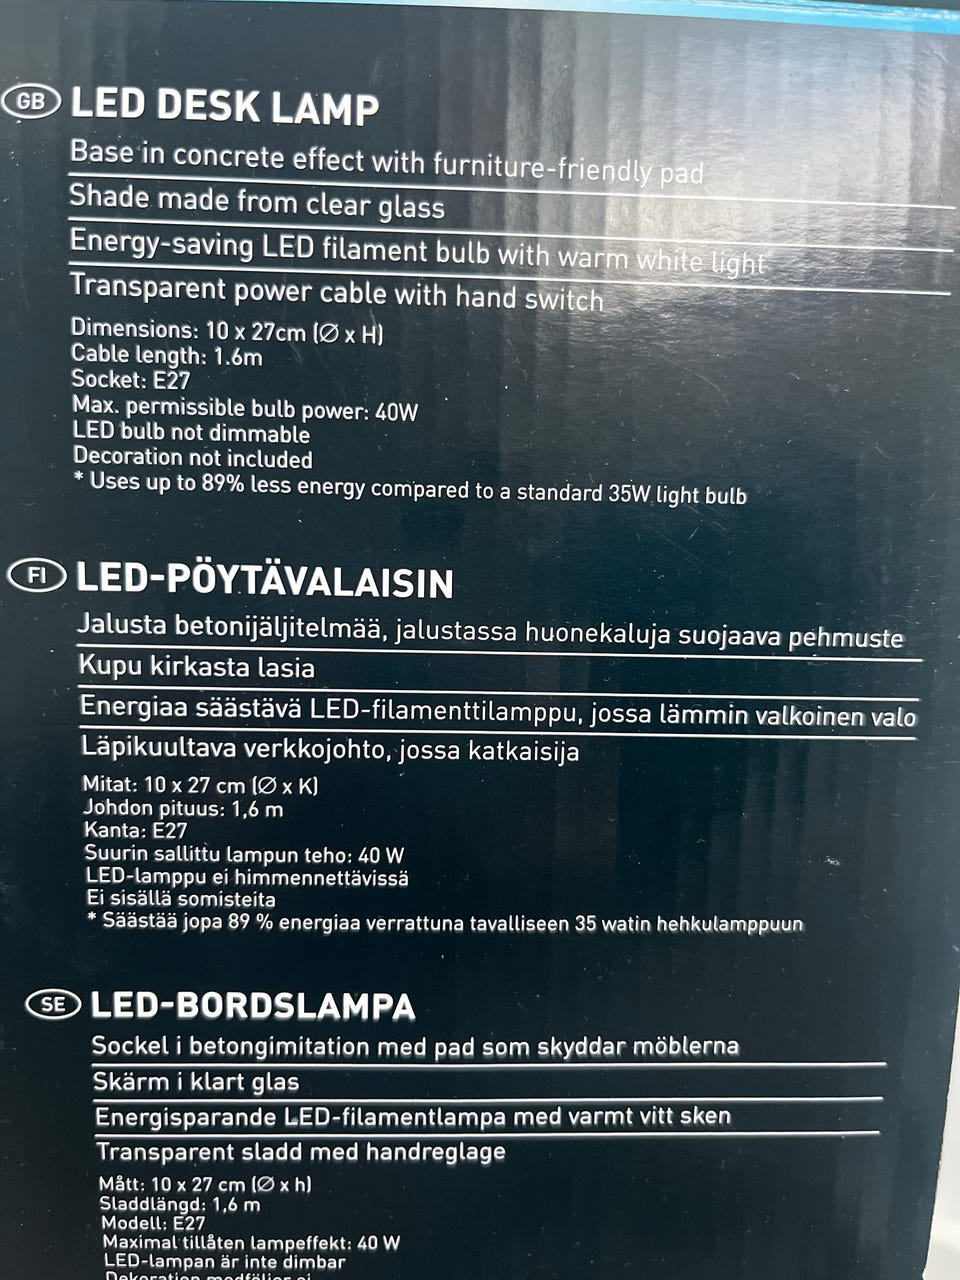 GB LED DESK LAMP
Base in concrete effect with furniture-friendly pad
Shade made from clear glass
Energy-saving LED filament bulb with warm white light
Transparent power cable with hand switch
Dimensions: 10 x 27cm (Ø x H)
Cable length: 1.6m
Socket: E27
Max. permissible bulb power: 40W
LED bulb not dimmable
Decoration not included
* Uses up to 89% less energy compared to a standard 35W light bulb
FI LED-PÖYTÄVALAISIN
Jalusta betonijäljitelmää, jalustassa huonekaluja suojaava pehmuste
Kupu kirkasta lasia
Energiaa säästävä LED-filamenttilamppu, jossa lämmin valkoinen valo
Läpikuultava verkkojohto, jossa katkaisija
Mitat: 10 x 27 cm (Ø x K)
Johdon pituus: 1,6 m
Kanta: E27
Suurin sallittu lampun teho: 40 W
LED-lamppu ei himmennettävissä
Ei sisällä somisteita
* Säästää jopa 89 % energiaa verrattuna tavalliseen 35 watin hehkulamppuun
SE LED-BORDSLAMPA
Sockel i betongimitation med pad som skyddar möblerna
Skärm i klart glas
Energisparande LED-filamentlampa med varmt vitt sken
Transparent sladd med handreglage
Mått: 10 x 27 cm (Ø x h)
Sladdlängd: 1,6 m
Modell: E27
Maximal tillåten lampeffekt: 40 W
LED-lampan är inte dimbar
Dekoration medföljer ej